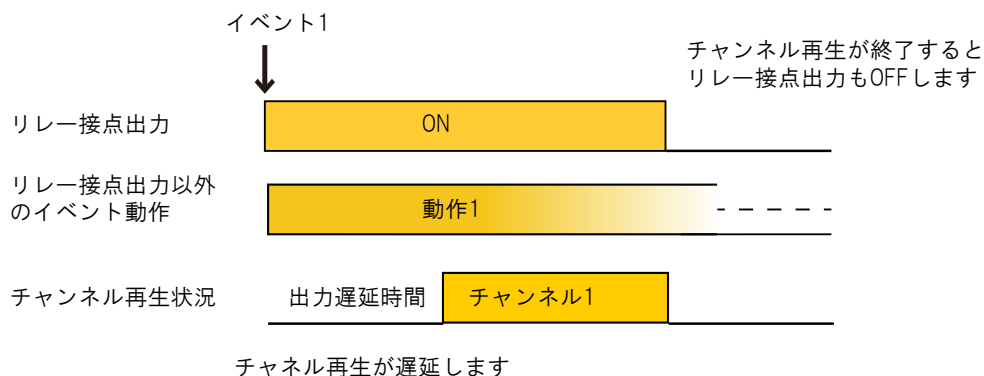 イベント1
チャンネル再生が終了すると
リレー接点出力もOFFします
リレー接点出力
ON
リレー接点出力以外
のイベント動作
動作1
チャンネル再生状況
出力遅延時間
チャンネル1
チャネル再生が遅延します